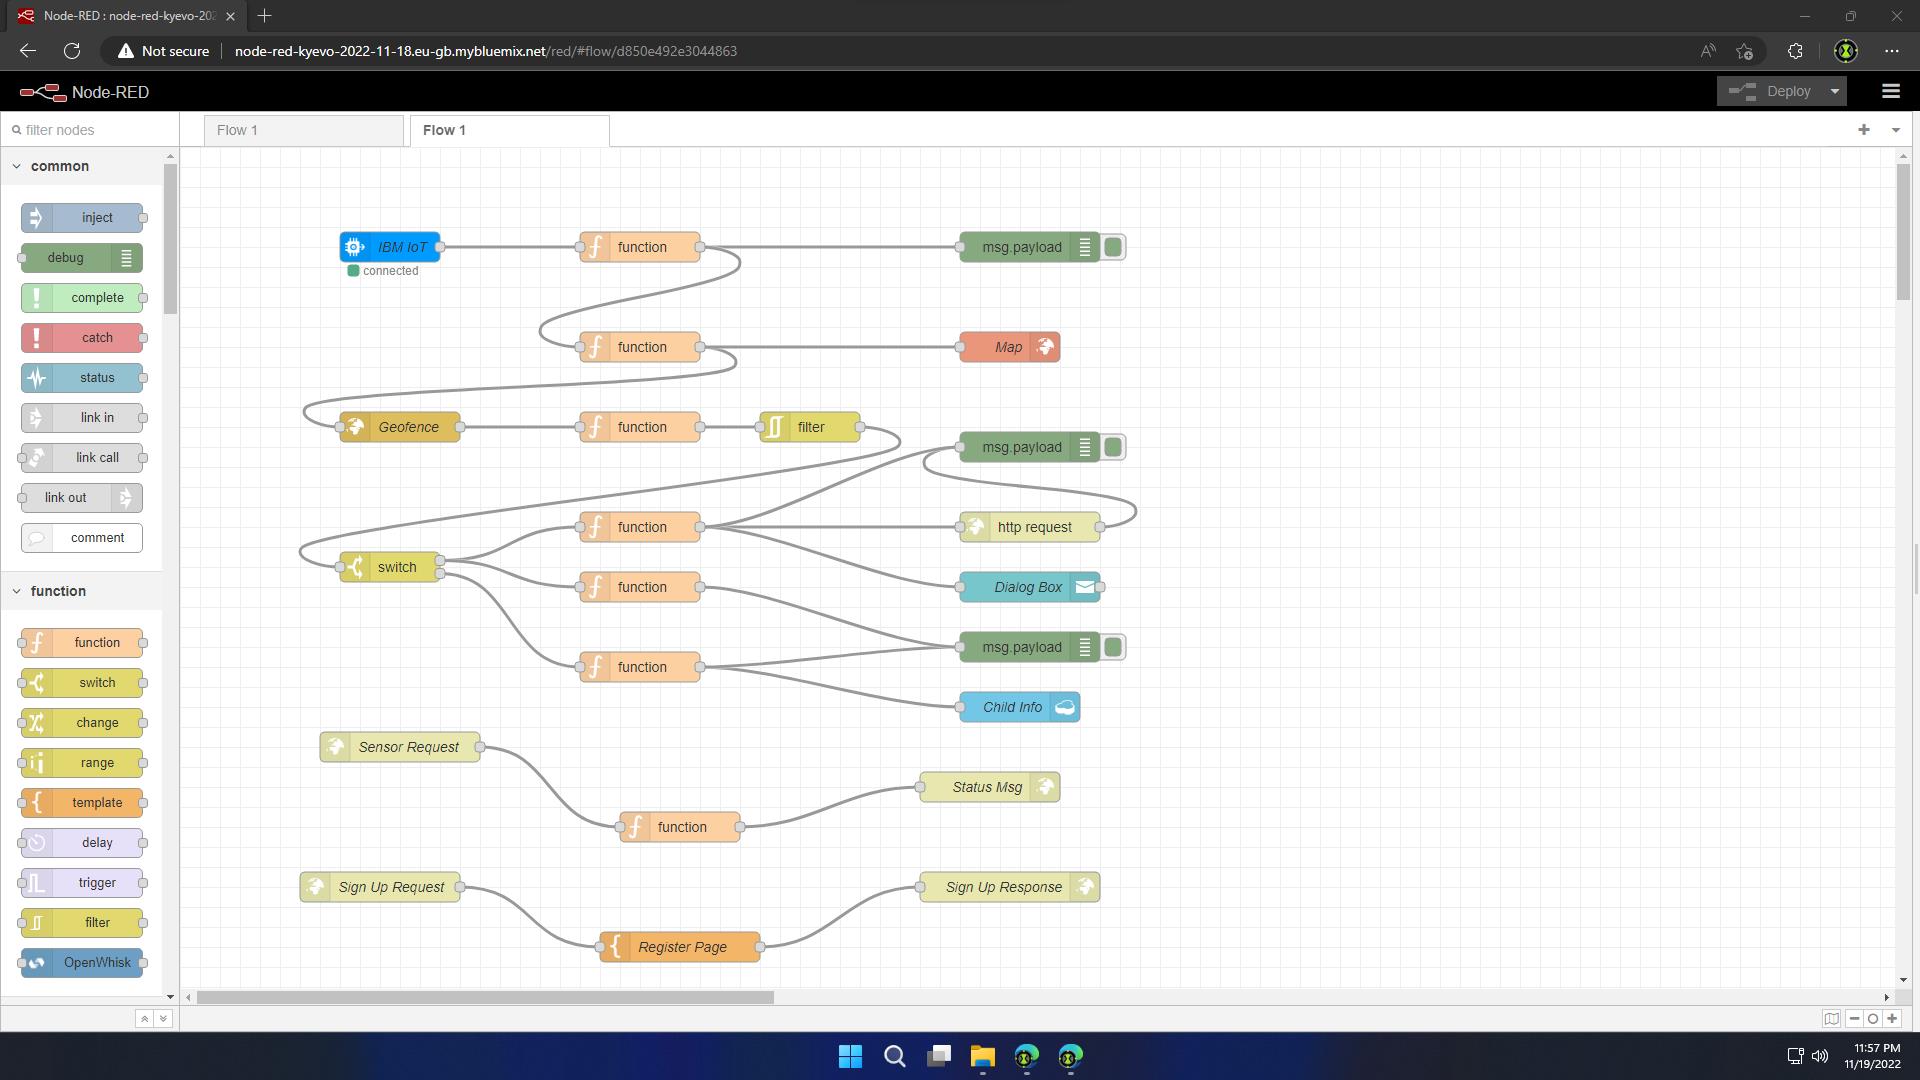 Node-RED : node-red-kyevo-202
Not secure
node-red-kyevo-2022-11-18.eu-gb.mybluemix.net/red/#flow/d850e492e3044863
Node-RED
Deploy
filter nodes
Flow 1
Flow 1
common
inject
debug
complete
catch
status
link in
link call
link out
comment
function
function
switch
change
range
template
delay
trigger
filter
OpenWhisk
IBM IoT
connected
function
msg.payload
function
Map
Geofence
function
filter
msg.payload
function
http request
switch
function
Dialog Box
function
msg.payload
Child Info
Sensor Request
function
Status Msg
Sign Up Request
Register Page
Sign Up Response
11:57 PM
11/19/2022